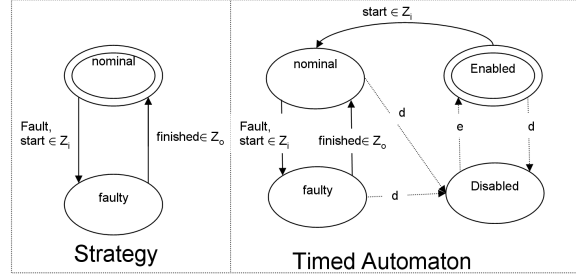 nominal
Fault,
start ∈ Zi
finished∈ Zo
faulty
Strategy
start ∈ Zi
nominal
Enabled
Fault,
start ∈ Zi
finished∈ Zo
d
e
d
faulty
d
Disabled
Timed Automaton